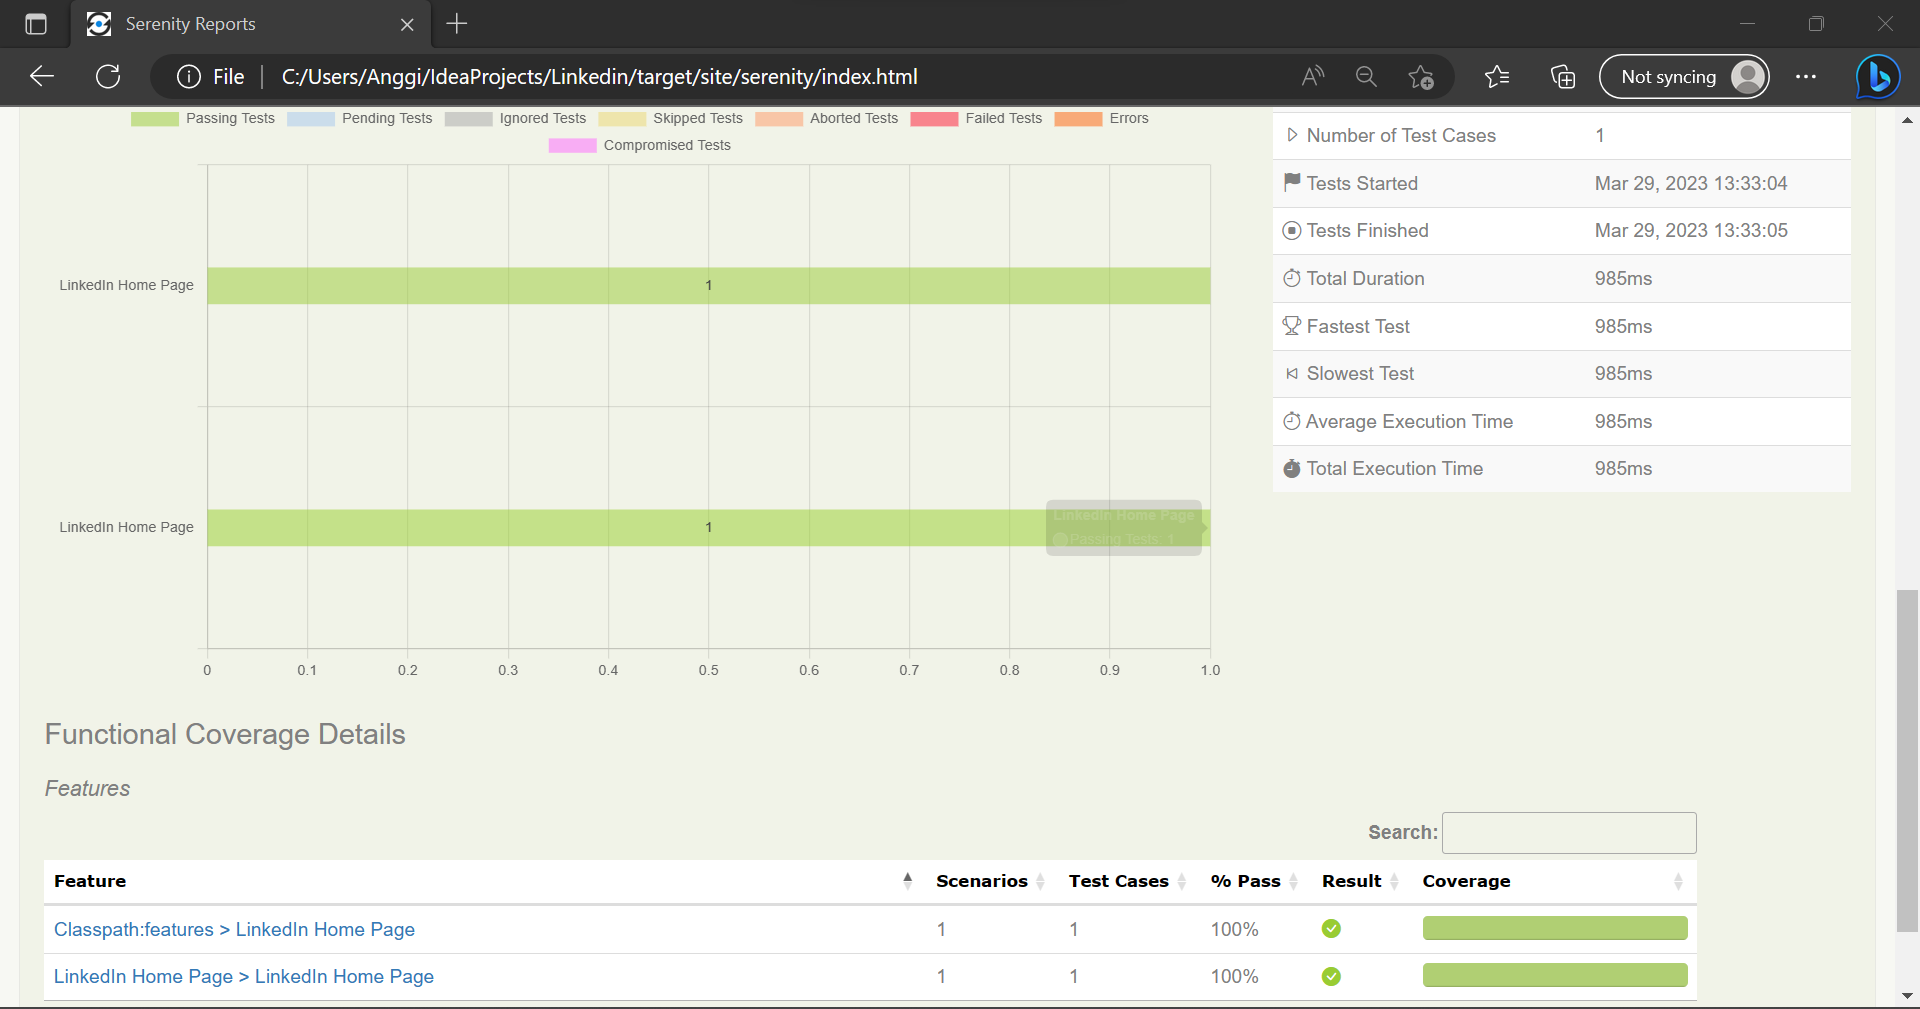 Serenity Reports
File C:/Users/Anggi/IdeaProjects/Linkedin/target/site/serenity/index.html
Not syncing
Passing Tests Pending Tests Ignored Tests Skipped Tests Aborted Tests Failed Tests Errors
Compromised Tests
LinkedIn Home Page 1
LinkedIn Home Page 1
LinkedIn Home Page
Passing Tests: 1
0 0.1 0.2 0.3 0.4 0.5 0.6 0.7 0.8 0.9 1.0
Number of Test Cases 1
Tests Started Mar 29, 2023 13:33:04
Tests Finished Mar 29, 2023 13:33:05
Total Duration 985ms
Fastest Test 985ms
Slowest Test 985ms
Average Execution Time 985ms
Total Execution Time 985ms
Functional Coverage Details
Features
Search:
Feature Scenarios Test Cases % Pass Result Coverage
Classpath:features > LinkedIn Home Page 1 1 100%
LinkedIn Home Page > LinkedIn Home Page 1 1 100%